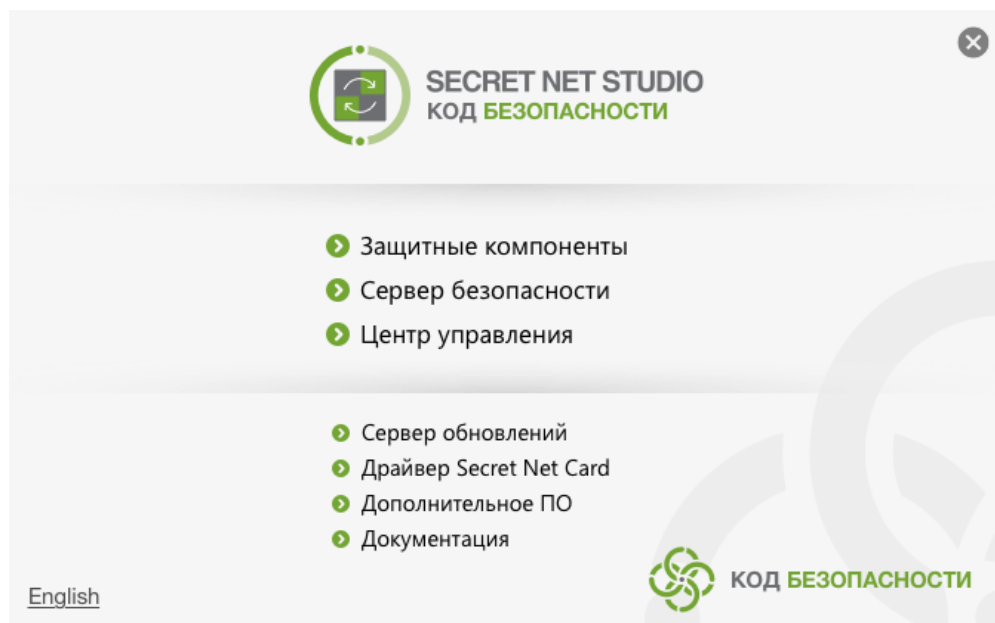 SECRET NET STUDIO
КОД БЕЗОПАСНОСТИ
Защитные компоненты
Сервер безопасности
Центр управления
Сервер обновлений
Драйвер Secret Net Card
Дополнительное ПО
Документация
КОД БЕЗОПАСНОСТИ
English